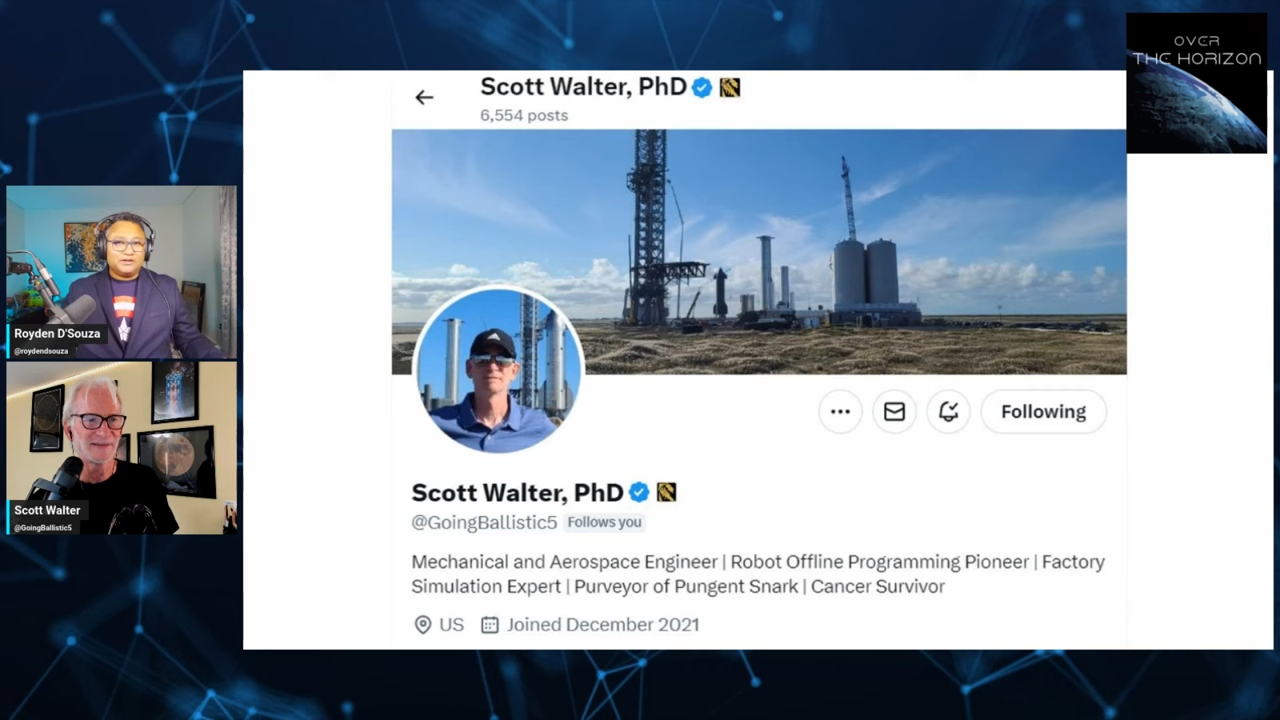 OVER
THE HORIZON
Scott Walter, PhD
6,554 posts
Following
Scott Walter, PhD
@GoingBallistic5 Follows you
Mechanical and Aerospace Engineer | Robot Offline Programming Pioneer | Factory
Simulation Expert | Purveyor of Pungent Snark | Cancer Survivor
US Joined December 2021
Royden D'Souza
@roydendsouza
Scott Walter
@GoingBallistic5